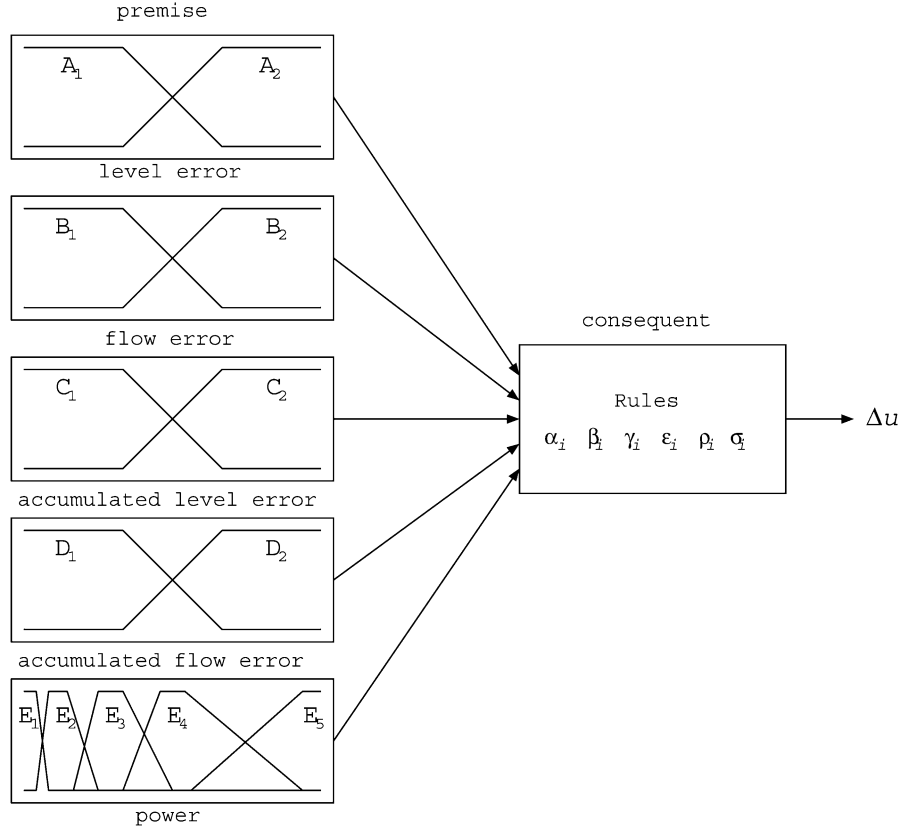 premise
A1 A2
level error
B1 B2
flow error
C1 C2
accumulated level error
D1 D2
accumulated flow error
E1 E2 E3 E4 E5
power
consequent
Rules
αi βi γi εi ρi σi
Δu